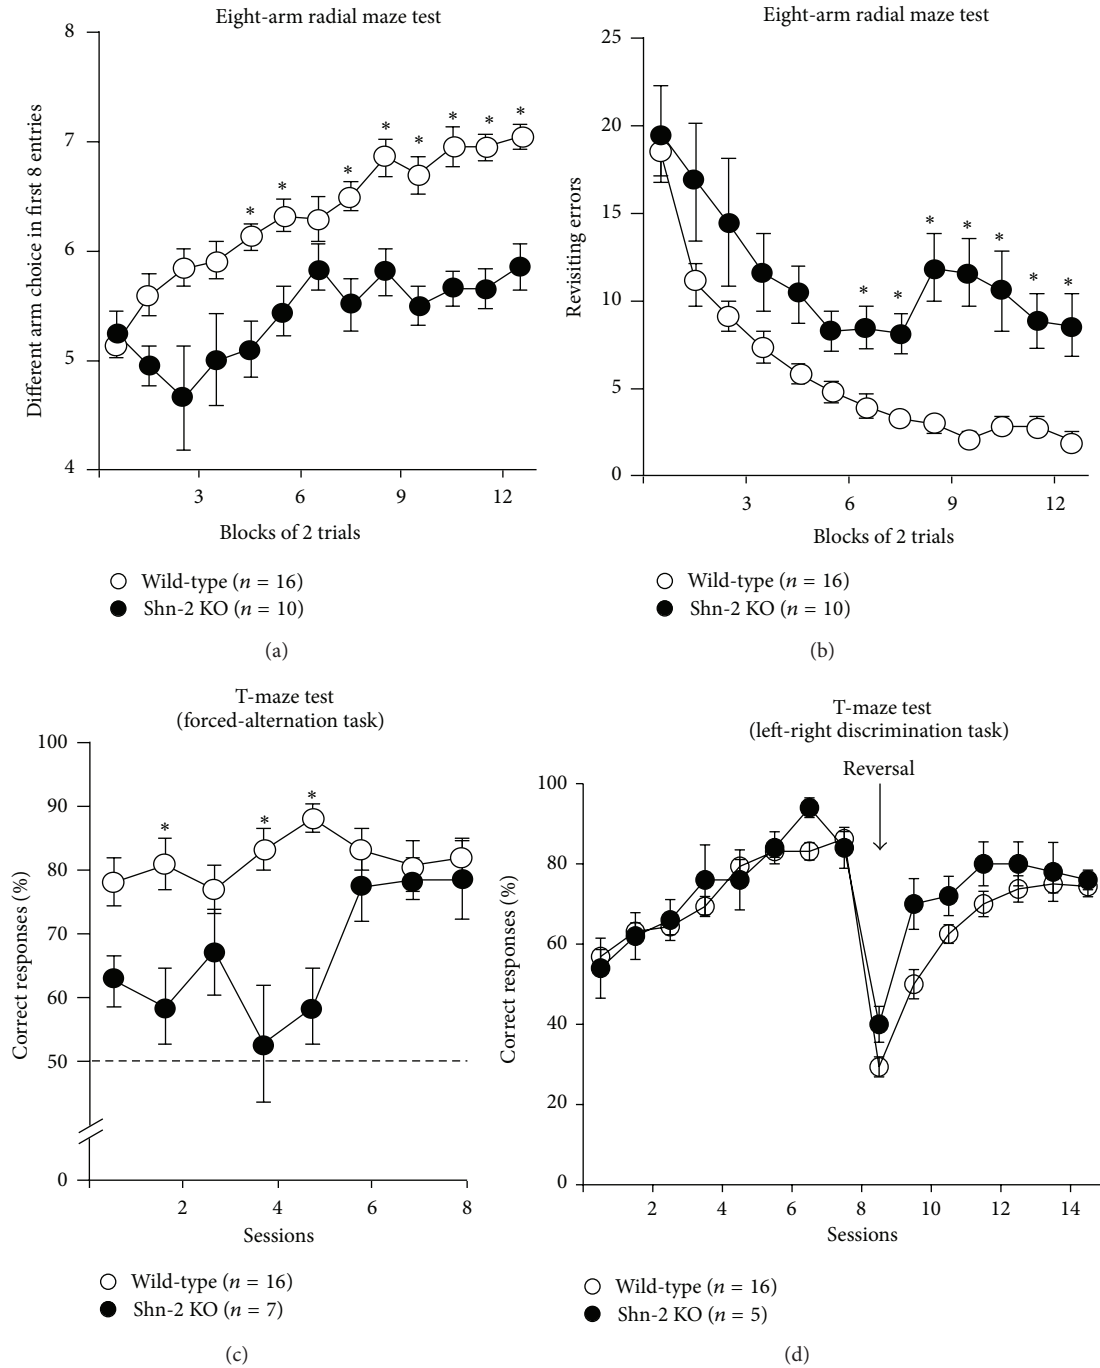 Eight-arm radial maze test
8
7
6
5
4
Different arm choice in first 8 entries
* * * * * * * *
3 6 9 12
Blocks of 2 trials
Wild-type (n = 16)
Shn-2 KO (n = 10)
(a)
Eight-arm radial maze test
25
20
15
10
5
0
Revisiting errors
* * * * * * *
3 6 9 12
Blocks of 2 trials
Wild-type (n = 16)
Shn-2 KO (n = 10)
(b)
T-maze test
(forced-alternation task)
100
90
80
70
60
50
0
Correct responses (%)
* * *
2 4 6 8
Sessions
Wild-type (n = 16)
Shn-2 KO (n = 7)
(c)
T-maze test
(left-right discrimination task)
Reversal
100
80
60
40
20
0
Correct responses (%)
2 4 6 8 10 12 14
Sessions
Wild-type (n = 16)
Shn-2 KO (n = 5)
(d)